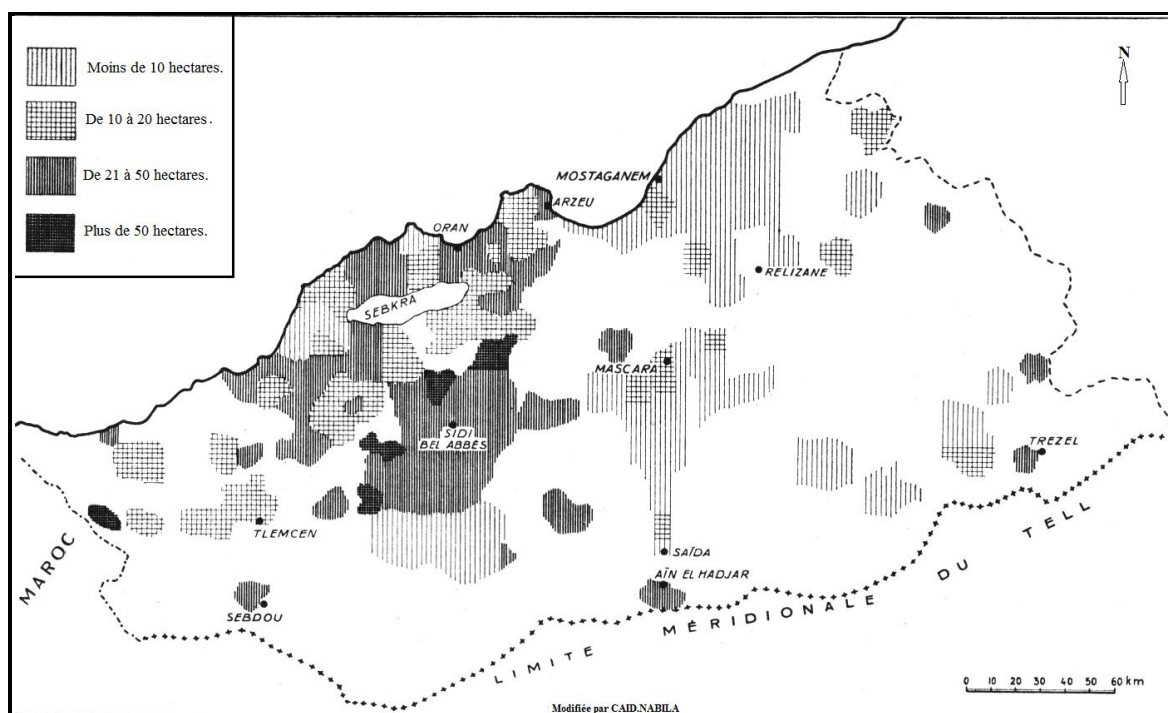 Moins de 10 hectares.
De 10 à 20 hectares.
De 21 à 50 hectares.
Plus de 50 hectares.
N
MOSTAGANEM
ARZEU
ORAN
RELIZANE
SEBKRA
MASCARA
SIDI
BEL ABBÈS
TREZEL
TLEMCEN
MAROC
SAÏDA
AÏN EL HADJAR
SEBDOU
LIMITE MÉRIDIONALE DU TELL
0 10 20 30 40 50 60 km
Modifiée par CAID.NABILA